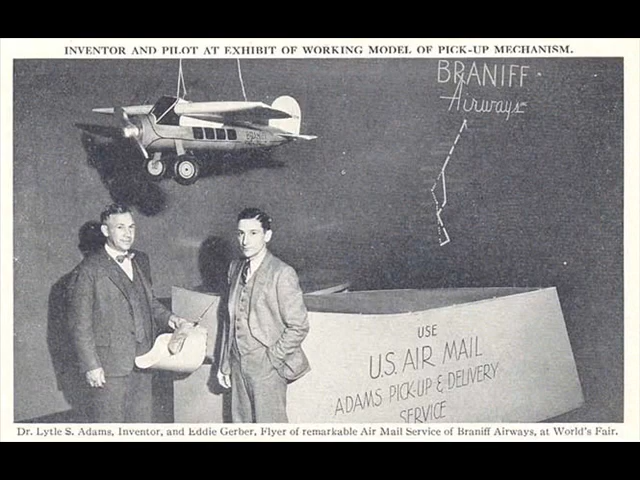 INVENTOR AND PILOT AT EXHIBIT OF WORKING MODEL OF PICK-UP MECHANISM.
BRANIFF
Airways
USE
U.S. AIR MAIL
ADAMS PICK-UP & DELIVERY
SERVICE
Dr. Lytle S. Adams, Inventor, and Eddie Gerber, Flyer of remarkable Air Mail Service of Braniff Airways, at World's Fair.